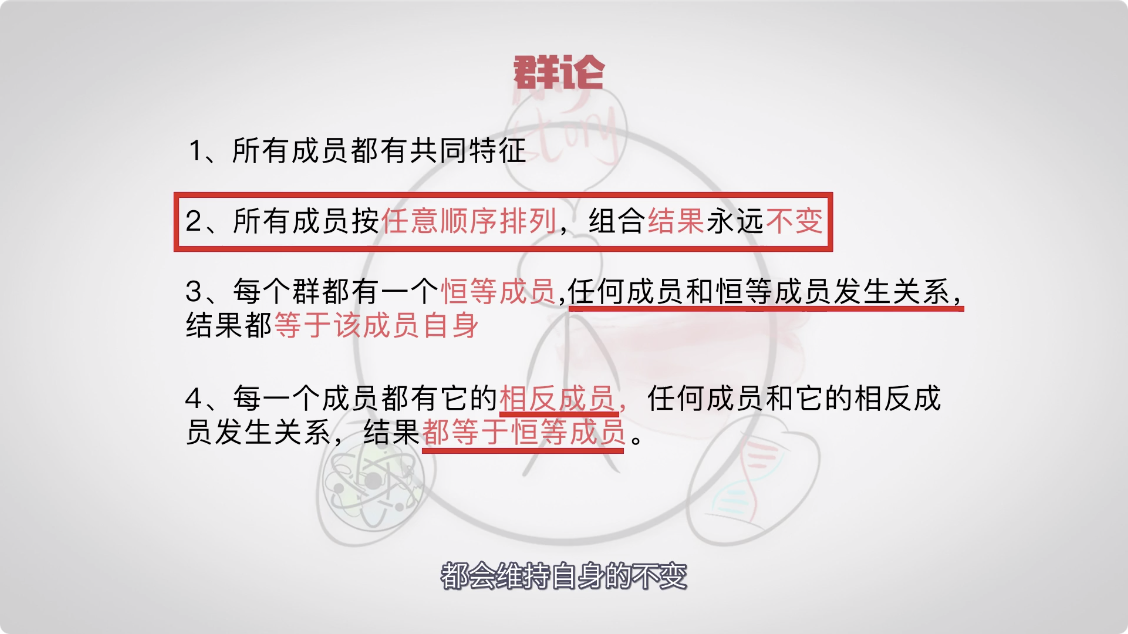 群论
my
story
1、所有成员都有共同特征
2、所有成员按任意顺序排列，组合结果永远不变
3、每个群都有一个恒等成员,任何成员和恒等成员发生关系，
结果都等于该成员自身
4、每一个成员都有它的相反成员，任何成员和它的相反成
员发生关系，结果都等于恒等成员。
都会维持自身的不变